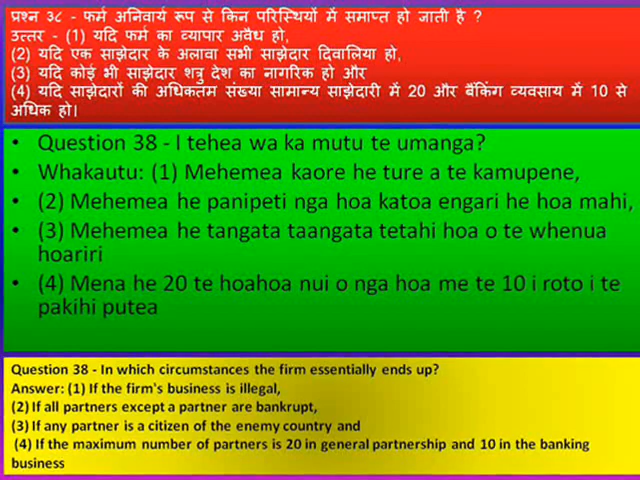 प्रश्न ३८ - फर्म अनिवार्य रूप से किन परिस्थियों में समाप्त हो जाती है ?
उत्तर - (1) यदि फर्म का व्यापार अवैध हो,
(2) यदि एक साझेदार के अलावा सभी साझेदार दिवालिया हो,
(3) यदि कोई भी साझेदार शत्रु देश का नागरिक हो और
(4) यदि साझेदारों की अधिकतम संख्या सामान्य साझेदारी में 20 और बैंकिंग व्यवसाय में 10 से
अधिक हो।
• Question 38 - I tehea wa ka mutu te umanga?
• Whakautu: (1) Mehemea kaore he ture a te kamupene,
• (2) Mehemea he panipeti nga hoa katoa engari he hoa mahi,
• (3) Mehemea he tangata taangata tetahi hoa o te whenua
hoariri
• (4) Mena he 20 te hoahoa nui o nga hoa me te 10 i roto i te
pakihi putea
Question 38 - In which circumstances the firm essentially ends up?
Answer: (1) If the firm's business is illegal,
(2) If all partners except a partner are bankrupt,
(3) If any partner is a citizen of the enemy country and
(4) If the maximum number of partners is 20 in general partnership and 10 in the banking
business